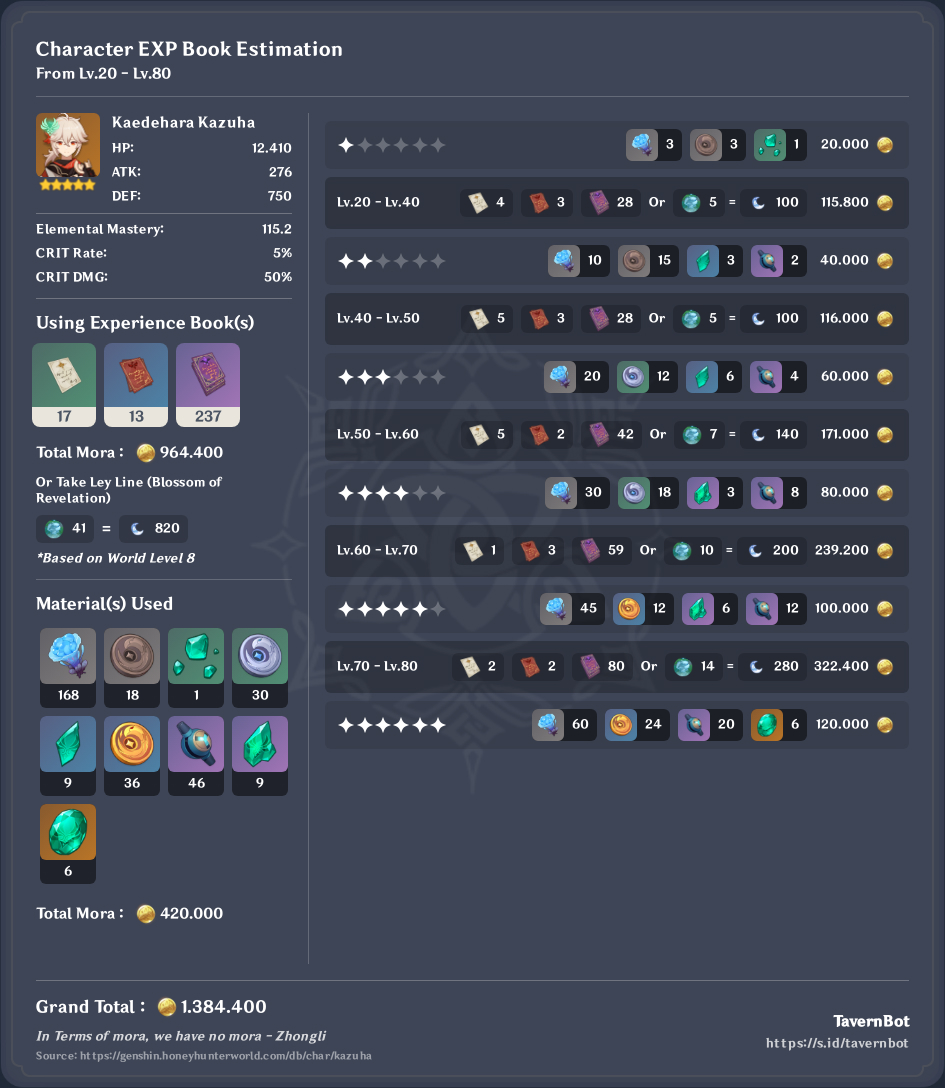 Character EXP Book Estimation
From Lv.20 - Lv.80
Kaedehara Kazuha
HP: 12.410
ATK: 276
DEF: 750
Elemental Mastery: 115.2
CRIT Rate: 5%
CRIT DMG: 50%
Using Experience Book(s)
17 13 237
Total Mora : 964.400
Or Take Ley Line (Blossom of
Revelation)
41 = 820
*Based on World Level 8
Material(s) Used
168 18 1 30
9 36 46 9
6
Total Mora : 420.000
3 3 1 20.000
Lv.20 - Lv.40 4 3 28 Or 5 = 100 115.800
10 15 3 2 40.000
Lv.40 - Lv.50 5 3 28 Or 5 = 100 116.000
20 12 6 4 60.000
Lv.50 - Lv.60 5 2 42 Or 7 = 140 171.000
30 18 3 8 80.000
Lv.60 - Lv.70 1 3 59 Or 10 = 200 239.200
45 12 6 12 100.000
Lv.70 - Lv.80 2 2 80 Or 14 = 280 322.400
60 24 20 6 120.000
Grand Total : 1.384.400
In Terms of mora, we have no mora - Zhongli
Source: https://genshin.honeyhunterworld.com/db/char/kazuha
TavernBot
https://s.id/tavernbot